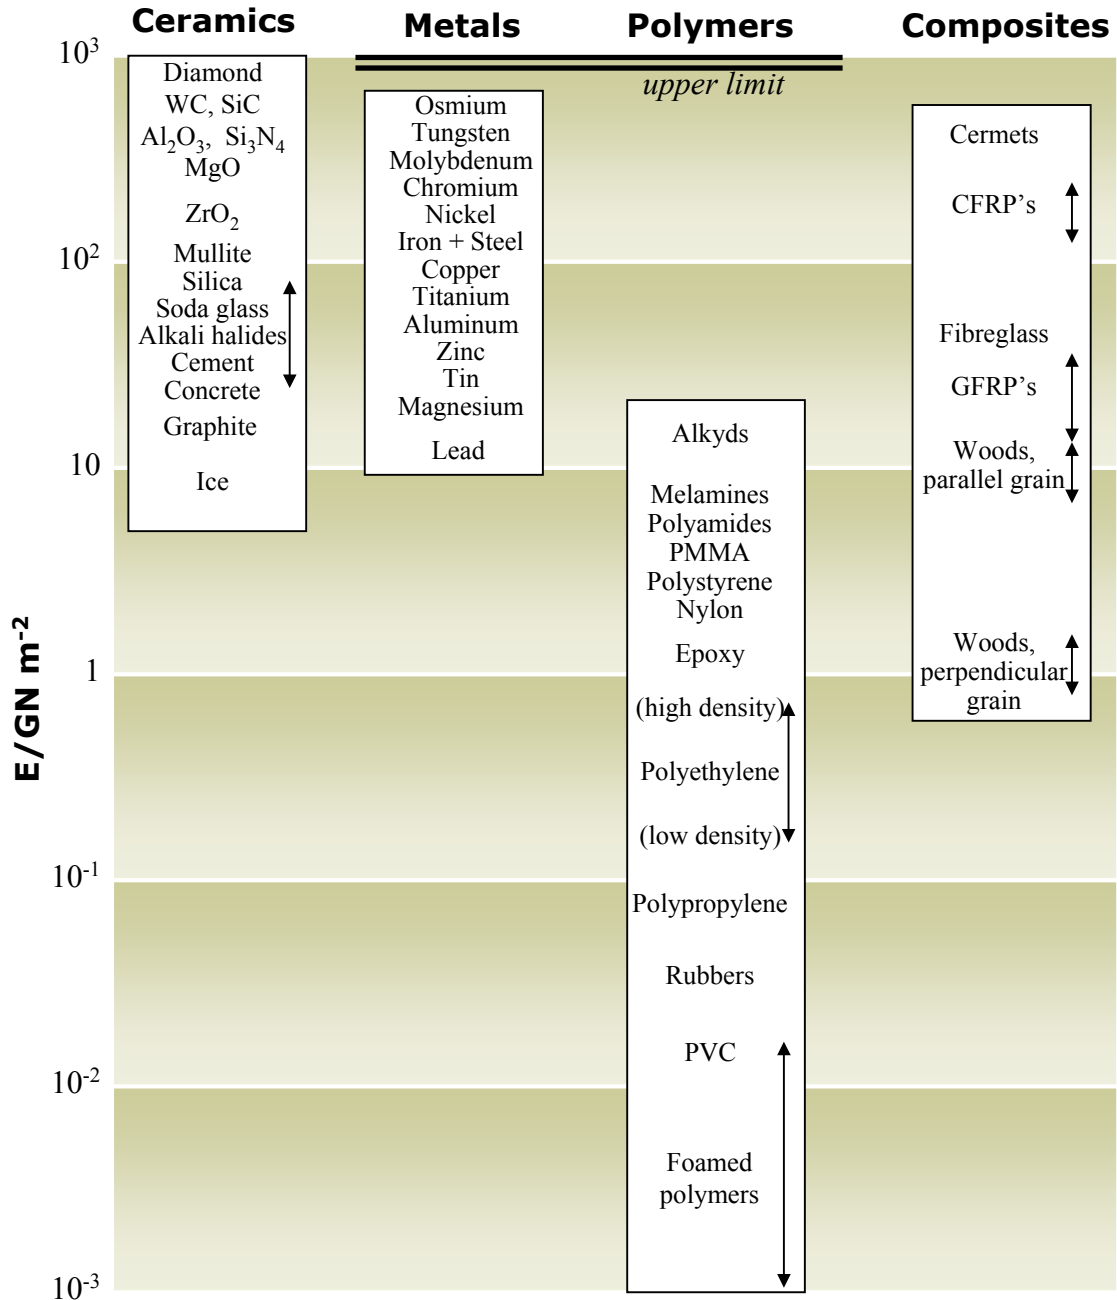 Ceramics
Metals
Polymers
Composites
E/GN m⁻²
10³
10²
10
1
10⁻¹
10⁻²
10⁻³
Diamond
WC, SiC
Al₂O₃, Si₃N₄
MgO
ZrO₂
Mullite
Silica
Soda glass
Alkali halides
Cement
Concrete
Graphite
Ice
upper limit
Osmium
Tungsten
Molybdenum
Chromium
Nickel
Iron + Steel
Copper
Titanium
Aluminum
Zinc
Tin
Magnesium
Lead
Alkyds
Melamines
Polyamides
PMMA
Polystyrene
Nylon
Epoxy
(high density)
Polyethylene
(low density)
Polypropylene
Rubbers
PVC
Foamed
polymers
Cermets
CFRP’s
Fibreglass
GFRP’s
Woods,
parallel grain
Woods,
perpendicular
grain